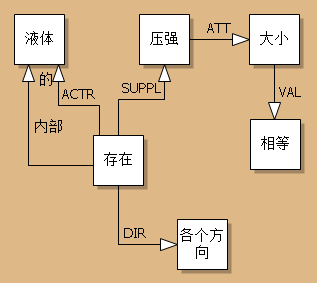 液体
压强
ATT
大小
的
ACTR
SUPPL
VAL
内部
存在
相等
DIR
各个方
向